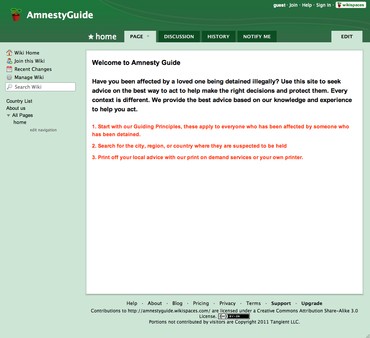 guest · Join · Help · Sign In · wikispaces
AmnestyGuide
home
PAGE
DISCUSSION
HISTORY
NOTIFY ME
EDIT
Wiki Home
Join this Wiki
Recent Changes
Manage Wiki
Search Wiki
Country List
About us
All Pages
home
edit navigation
Welcome to Amnesty Guide
Have you been affected by a loved one being detained illegally? Use this site to seek
advice on the best way to act to help make the right decisions and protect them. Every
context is different. We provide the best advice based on our knowledge and experience
to help you act.
1. Start with our Guiding Principles, these apply to everyone who has been affected by someone who
has been detained.
2. Search for the city, region, or country where they are suspected to be held
3. Print off your local advice with our print on demand services or your own printer.
Help · About · Blog · Pricing · Privacy · Terms · Support · Upgrade
Contributions to http://amnestyguide.wikispaces.com/ are licensed under a Creative Commons Attribution Share-Alike 3.0
License.
Portions not contributed by visitors are Copyright 2011 Tangient LLC.